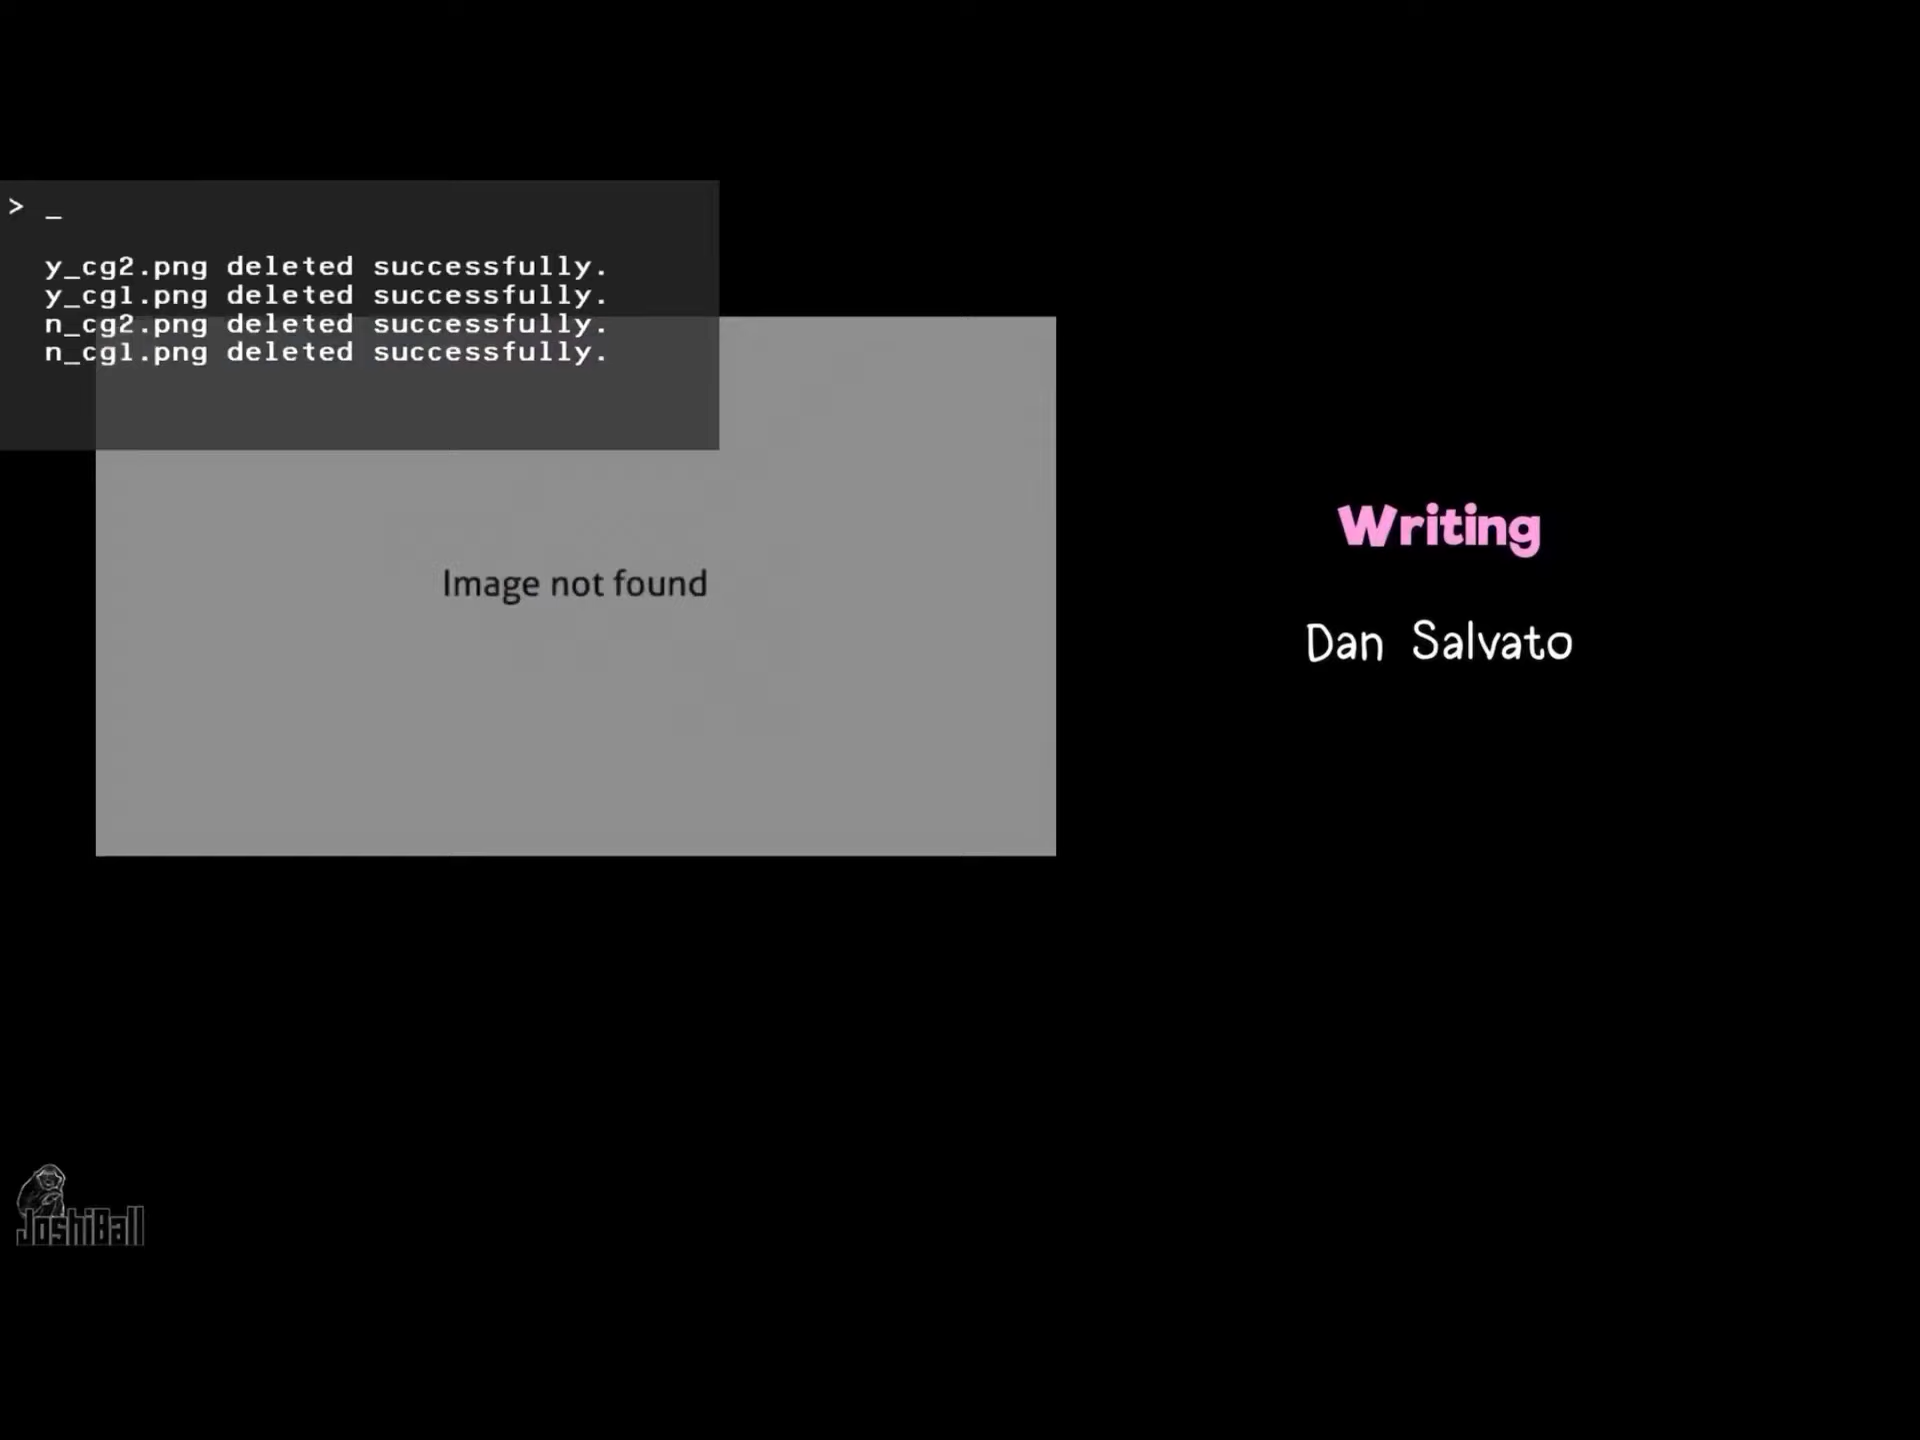 > _
y_cg2.png deleted successfully.
y_cg1.png deleted successfully.
n_cg2.png deleted successfully.
n_cg1.png deleted successfully.
Image not found
Writing
Dan Salvato
JoshiBall